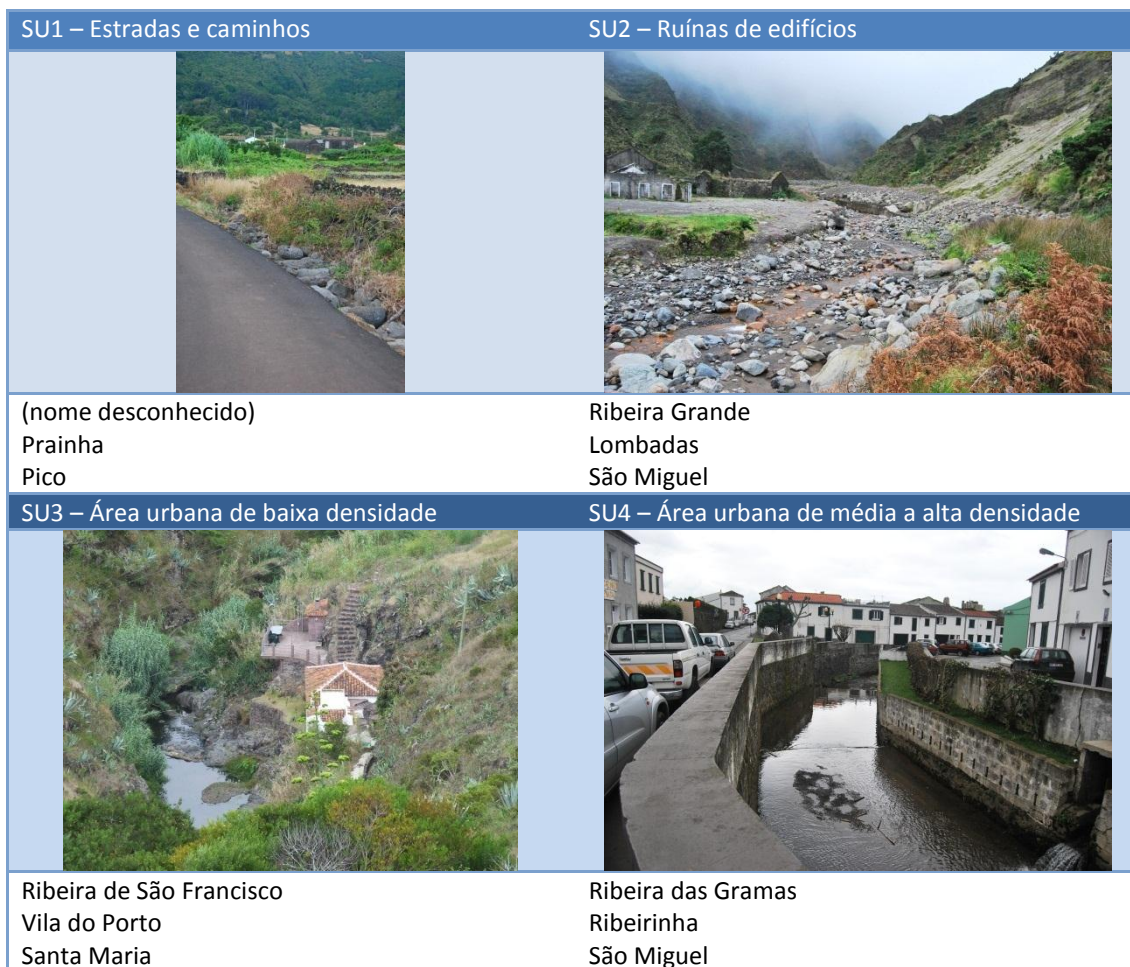 SU1 – Estradas e caminhos
SU2 – Ruínas de edifícios
(nome desconhecido)
Prainha
Pico
Ribeira Grande
Lombadas
São Miguel
SU3 – Área urbana de baixa densidade
SU4 – Área urbana de média a alta densidade
Ribeira de São Francisco
Vila do Porto
Santa Maria
Ribeira das Gramas
Ribeirinha
São Miguel